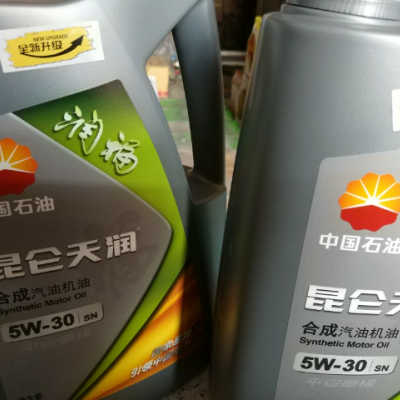 NEW UPGRADE
全新升级
润福
中国石油
昆仑天润
合成汽油机油
Synthetic Motor Oil
5W-30 SN
中国石油
昆仑天润
合成汽油机油
Synthetic Motor Oil
5W-30 SN